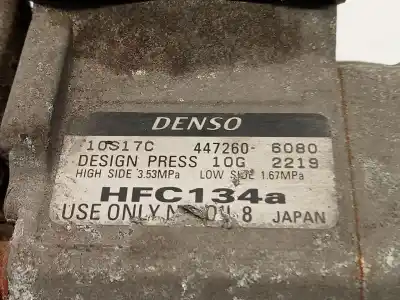 DENSO
10S17C 447260- 6080
DESIGN PRESS 10G 2219
HIGH SIDE 3.53MPa LOW SIDE 1.67MPa
HFC134a
USE ONLY 8 JAPAN